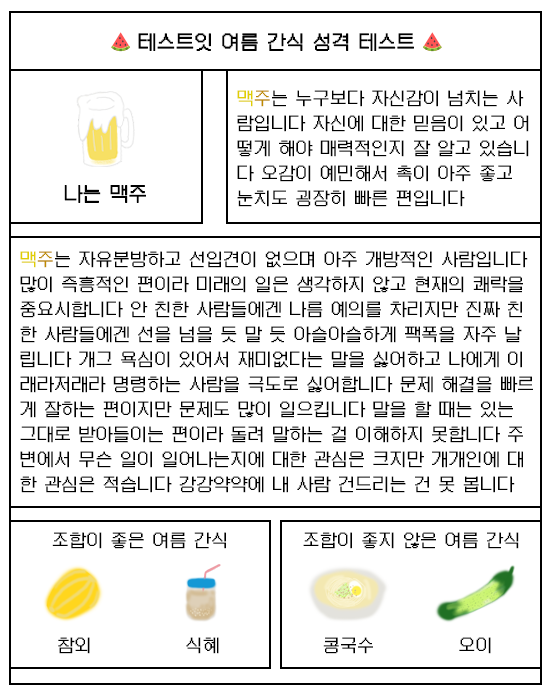 테스트잇 여름 간식 성격 테스트
나는 맥주
맥주는 누구보다 자신감이 넘치는 사
람입니다 자신에 대한 믿음이 있고 어
떻게 해야 매력적인지 잘 알고 있습니
다 오감이 예민해서 촉이 아주 좋고
눈치도 굉장히 빠른 편입니다
맥주는 자유분방하고 선입견이 없으며 아주 개방적인 사람입니다
많이 즉흥적인 편이라 미래의 일은 생각하지 않고 현재의 쾌락을
중요시합니다 안 친한 사람들에겐 나름 예의를 차리지만 진짜 친
한 사람들에겐 선을 넘을 듯 말 듯 아슬아슬하게 팩폭을 자주 날
립니다 개그 욕심이 있어서 재미없다는 말을 싫어하고 나에게 이
래라저래라 명령하는 사람을 극도로 싫어합니다 문제 해결을 빠르
게 잘하는 편이지만 문제도 많이 일으킵니다 말을 할 때는 있는
그대로 받아들이는 편이라 돌려 말하는 걸 이해하지 못합니다 주
변에서 무슨 일이 일어나는지에 대한 관심은 크지만 개개인에 대
한 관심은 적습니다 강강약약에 내 사람 건드리는 건 못 봅니다
조합이 좋은 여름 간식
참외 식혜
조합이 좋지 않은 여름 간식
콩국수 오이